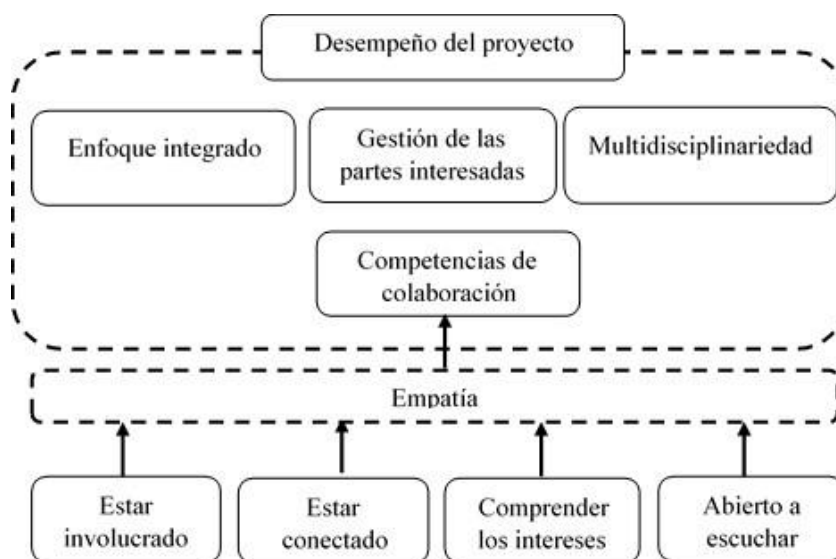 Desempeño del proyecto
Enfoque integrado
Gestión de las
partes interesadas
Multidisciplinariedad
Competencias de
colaboración
Empatía
Estar
involucrado
Estar
conectado
Comprender
los intereses
Abierto a
escuchar